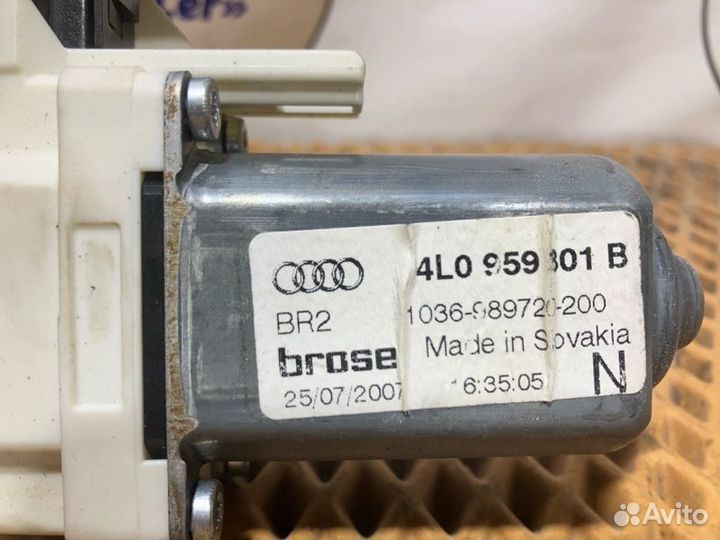 4L0 959 801 B
BR2
1036-989720-200
brose
Made in Slovakia
25/07/2007
16:35:05
N
Avito